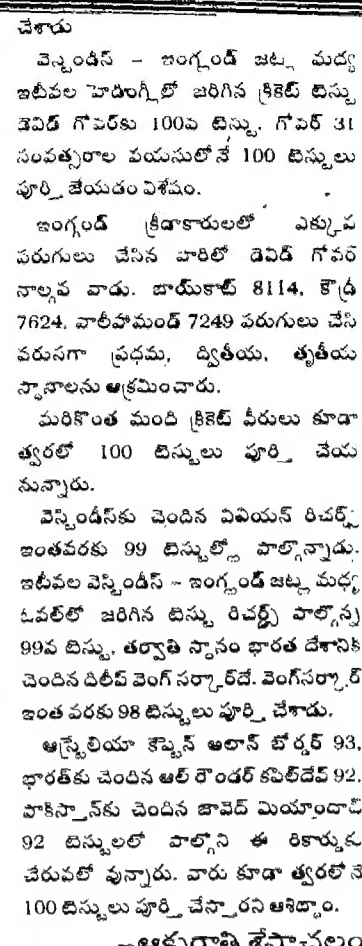 చేశాడు
వెస్టిండీస్ – ఇంగ్లండ్ జట్ల మధ్య
ఇటీవల హెడింగ్లీలో జరిగిన క్రికెట్ టెస్టు
డెవిడ్ గోవర్‌కు 100వ టెస్టు. గోవర్ 31
సంవత్సరాల వయసులోనే 100 టెస్టులు
పూర్తి జేయడం విశేషం.
ఇంగ్లండ్ క్రీడాకారులలో ఎక్కువ
పరుగులు చేసిన వారిలో డెవిడ్ గోవర్
నాల్గవ వాడు. బాయ్‌కాట్ 8114, కౌడ్రీ
7624, వాలీహామండ్ 7249 పరుగులు చేసి
వరుసగా ప్రధమ, ద్వితీయ, తృతీయ
స్థానాలను ఆక్రమించారు.
మరికొంత మంది క్రికెట్ వీరులు కూడా
త్వరలో 100 టెస్టులు పూర్తి చేయ
నున్నారు.
వెస్టిండీస్‌కు చెందిన వివియన్ రిచర్డ్స్
ఇంతవరకు 99 టెస్టుల్లో పాల్గొన్నాడు.
ఇటీవల వెస్టిండీస్ – ఇంగ్లండ్ జట్ల మధ్య
ఓవల్‌లో జరిగిన టెస్టు రిచర్డ్స్ పాల్గొన్న
99వ టెస్టు. తర్వాతి స్థానం భారత దేశానికి
చెందిన దిలీప్ వెంగ్ సర్కార్‌దే. వెంగ్‌సర్కార్
ఇంత వరకు 98 టెస్టులు పూర్తి చేశాడు.
ఆస్ట్రేలియా కెప్టెన్ అలాన్ బోర్డర్ 93,
భారత్‌కు చెందిన ఆల్ రౌండర్ కపిల్‌దేవ్ 92,
పాకిస్తాన్‌కు చెందిన జావెద్ మియాందాద్
92 టెస్టులలో పాల్గొని ఈ రికార్డుకు
చేరువలో వున్నారు. వారు కూడా త్వరలోనే
100 టెస్టులు పూర్తి చేస్తారని ఆశిద్దాం.
–ఆకురాతి శేషాచలం